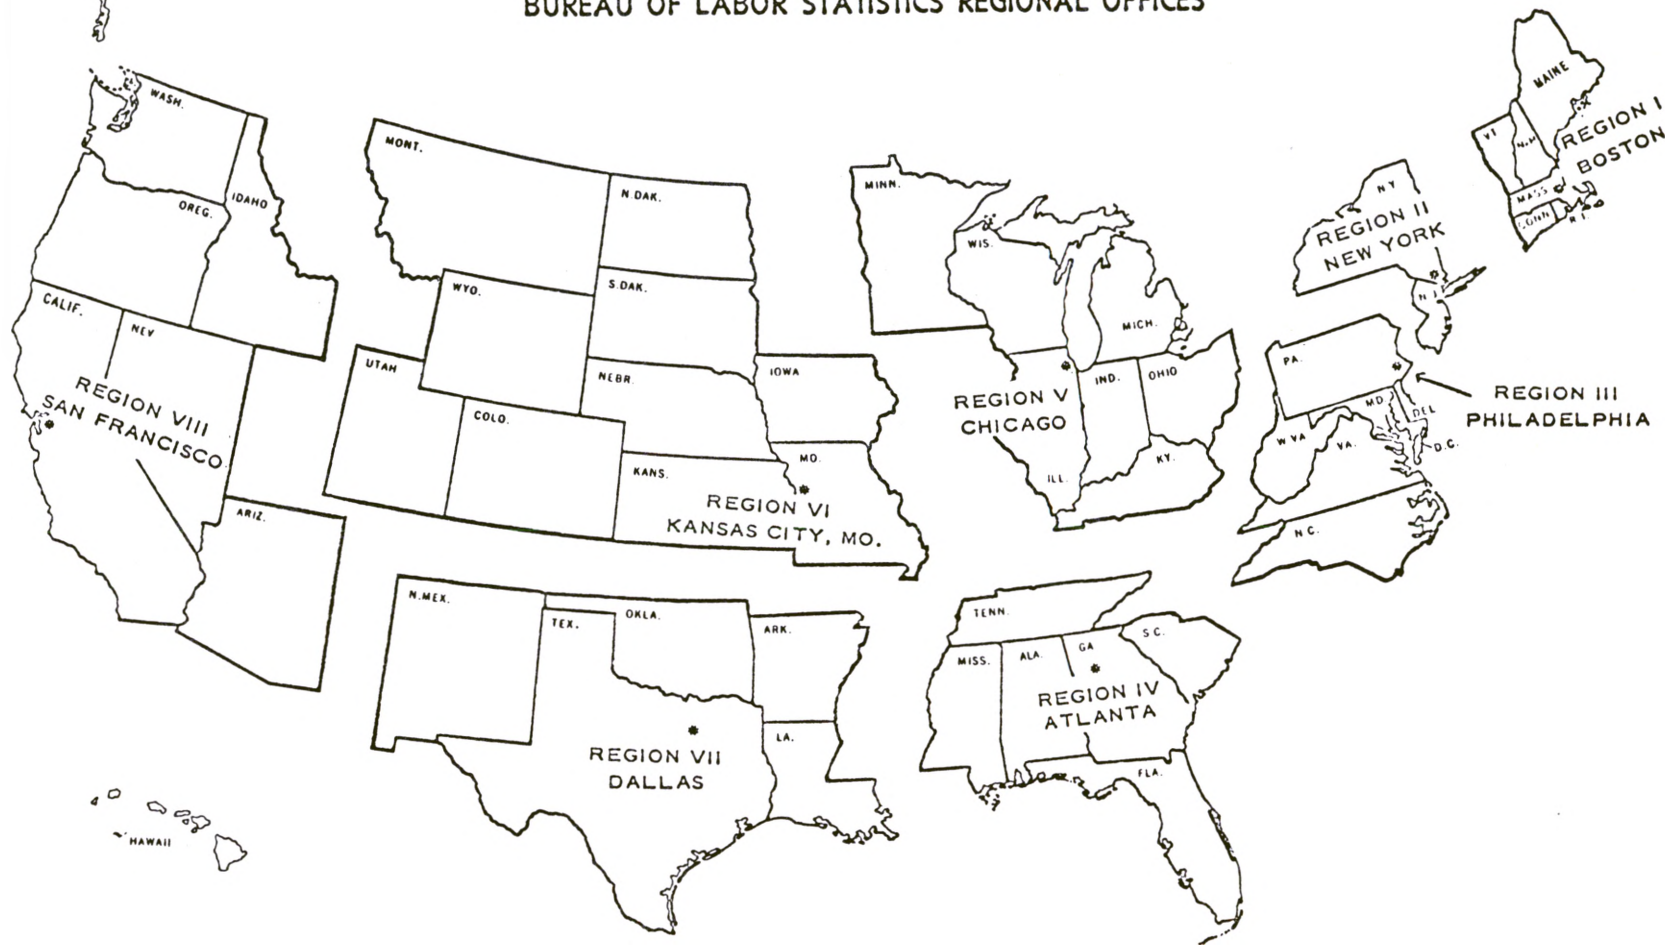 BUREAU OF LABOR STATISTICS REGIONAL OFFICES
WASH.
OREG.
IDAHO
CALIF.
NEV
REGION VIII
SAN FRANCISCO
ARIZ.
HAWAII
MONT.
N.DAK.
WYO.
S.DAK.
UTAH
NEBR.
COLO.
IOWA
KANS.
MO.
REGION VI
KANSAS CITY, MO.
N.MEX.
TEX.
OKLA.
ARK.
LA.
REGION VII
DALLAS
MINN.
WIS.
MICH.
REGION V
CHICAGO
IND.
OHIO
ILL.
KY.
TENN.
MISS.
ALA.
GA
S.C.
REGION IV
ATLANTA
FLA.
MAINE
VT
N.H
REGION I
BOSTON
MASS
CONN
R.I.
N.Y
REGION II
NEW YORK
N.J.
PA.
REGION III
PHILADELPHIA
MD.
DEL
D.C.
W.VA
VA.
N.C.